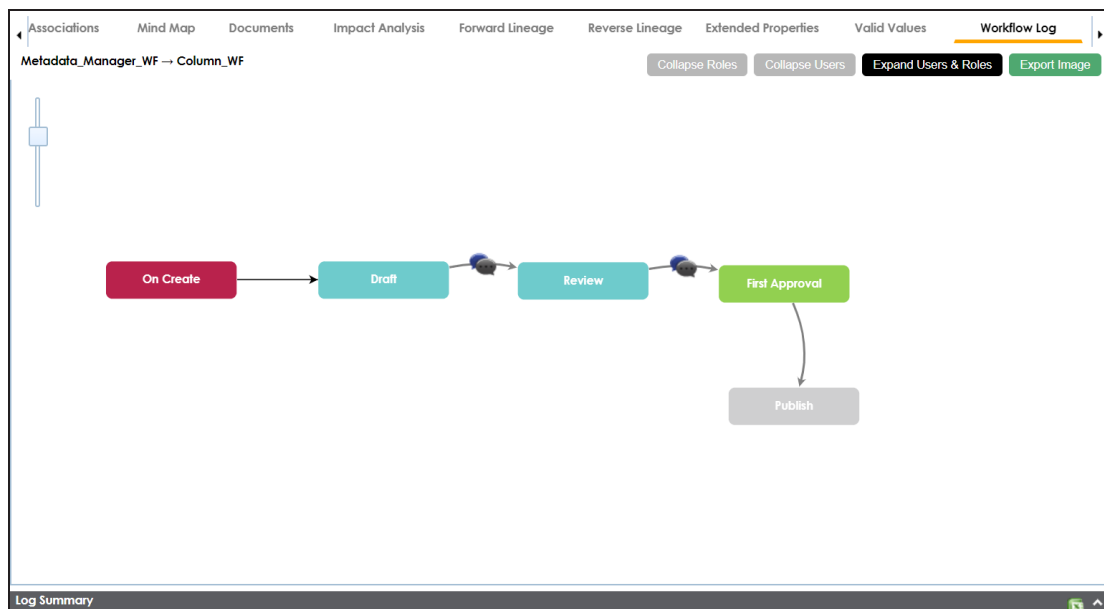 Associations Mind Map Documents Impact Analysis Forward Lineage Reverse Lineage Extended Properties Valid Values Workflow Log
Metadata_Manager_WF → Column_WF Collapse Roles Collapse Users Expand Users & Roles Export Image
On Create Draft Review First Approval
Publish
Log Summary